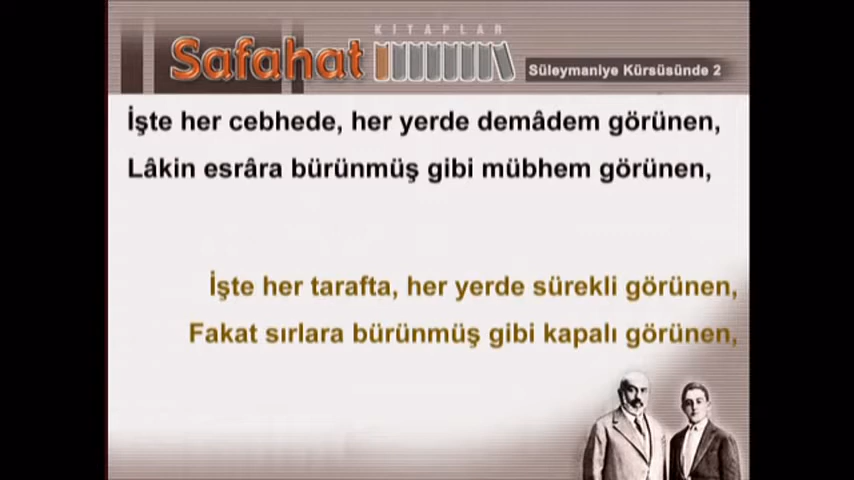 KİTAPLAR
Safahat
Süleymaniye Kürsüsünde 2
İşte her cebhede, her yerde demâdem görünen,
Lâkin esrâra bürünmüş gibi mübhem görünen,
İşte her tarafta, her yerde sürekli görünen,
Fakat sırlara bürünmüş gibi kapalı görünen,